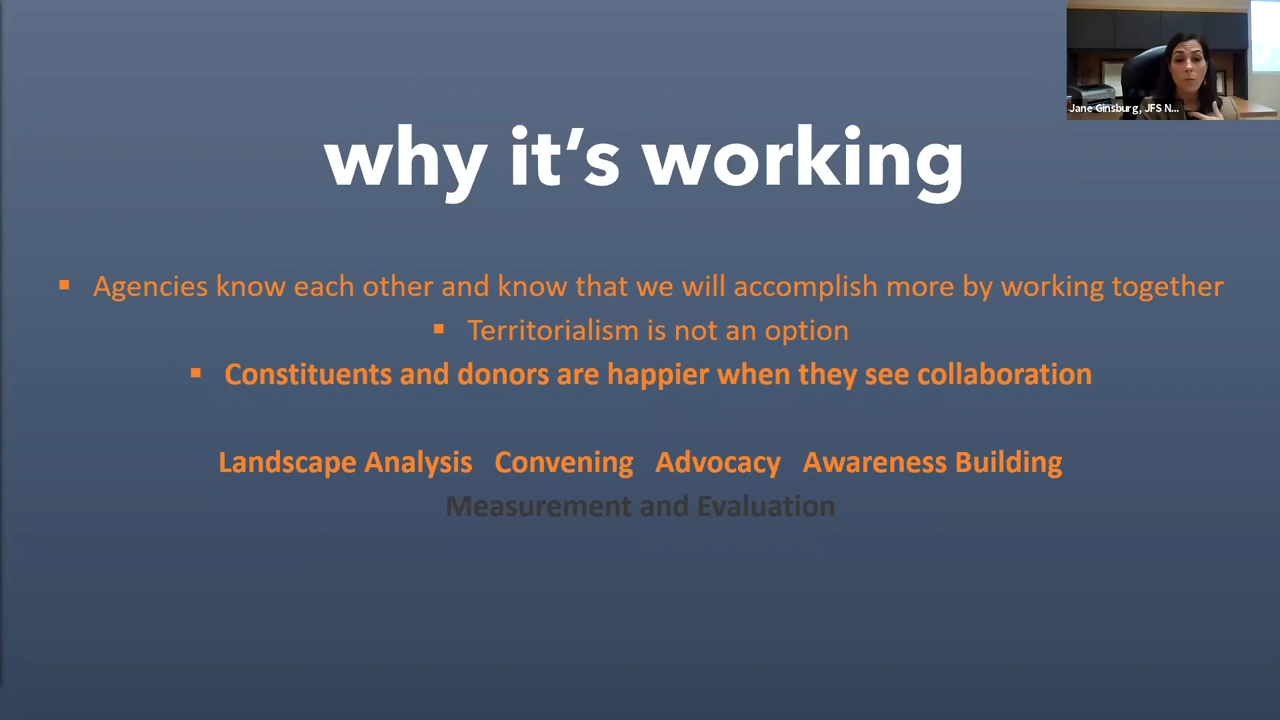 Jane Ginsburg, JFS N...
why it's working
▪ Agencies know each other and know that we will accomplish more by working together
▪ Territorialism is not an option
▪ Constituents and donors are happier when they see collaboration
Landscape Analysis Convening Advocacy Awareness Building
Measurement and Evaluation